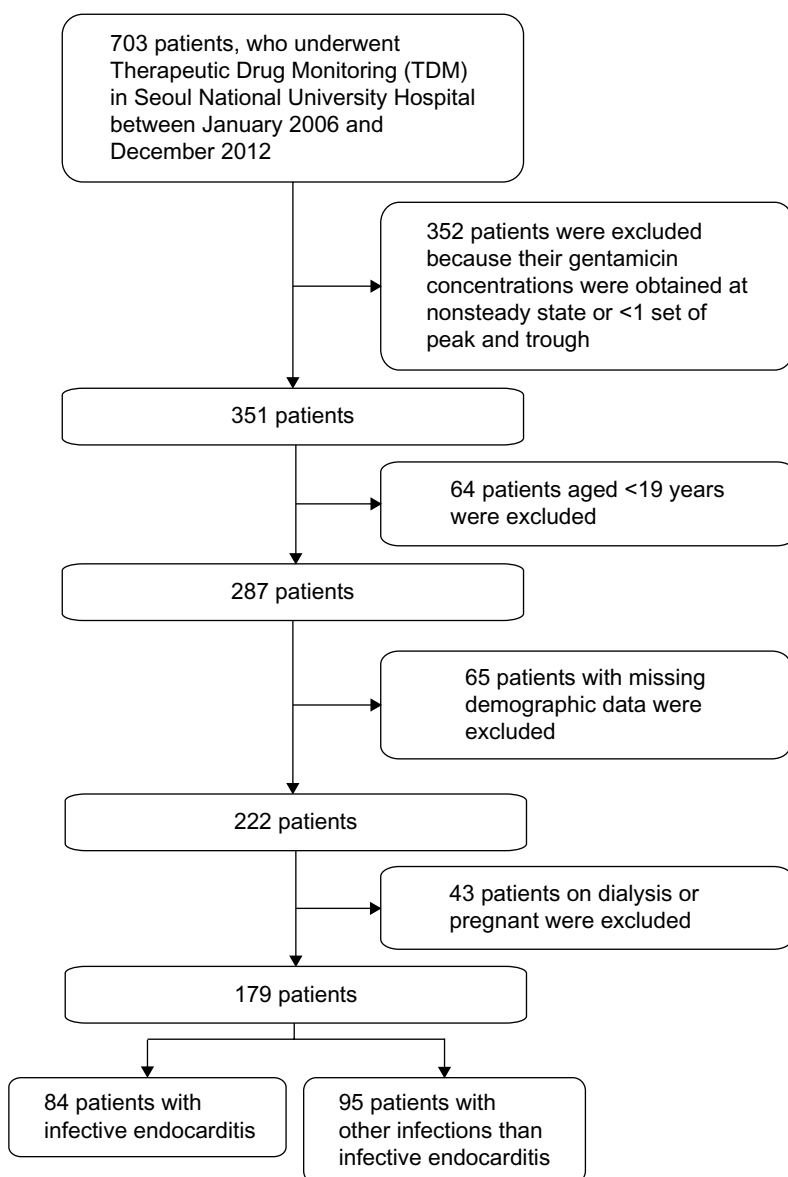 703 patients, who underwent
Therapeutic Drug Monitoring (TDM)
in Seoul National University Hospital
between January 2006 and
December 2012
352 patients were excluded
because their gentamicin
concentrations were obtained at
nonsteady state or <1 set of
peak and trough
351 patients
64 patients aged <19 years
were excluded
287 patients
65 patients with missing
demographic data were
excluded
222 patients
43 patients on dialysis or
pregnant were excluded
179 patients
84 patients with
infective endocarditis
95 patients with
other infections than
infective endocarditis